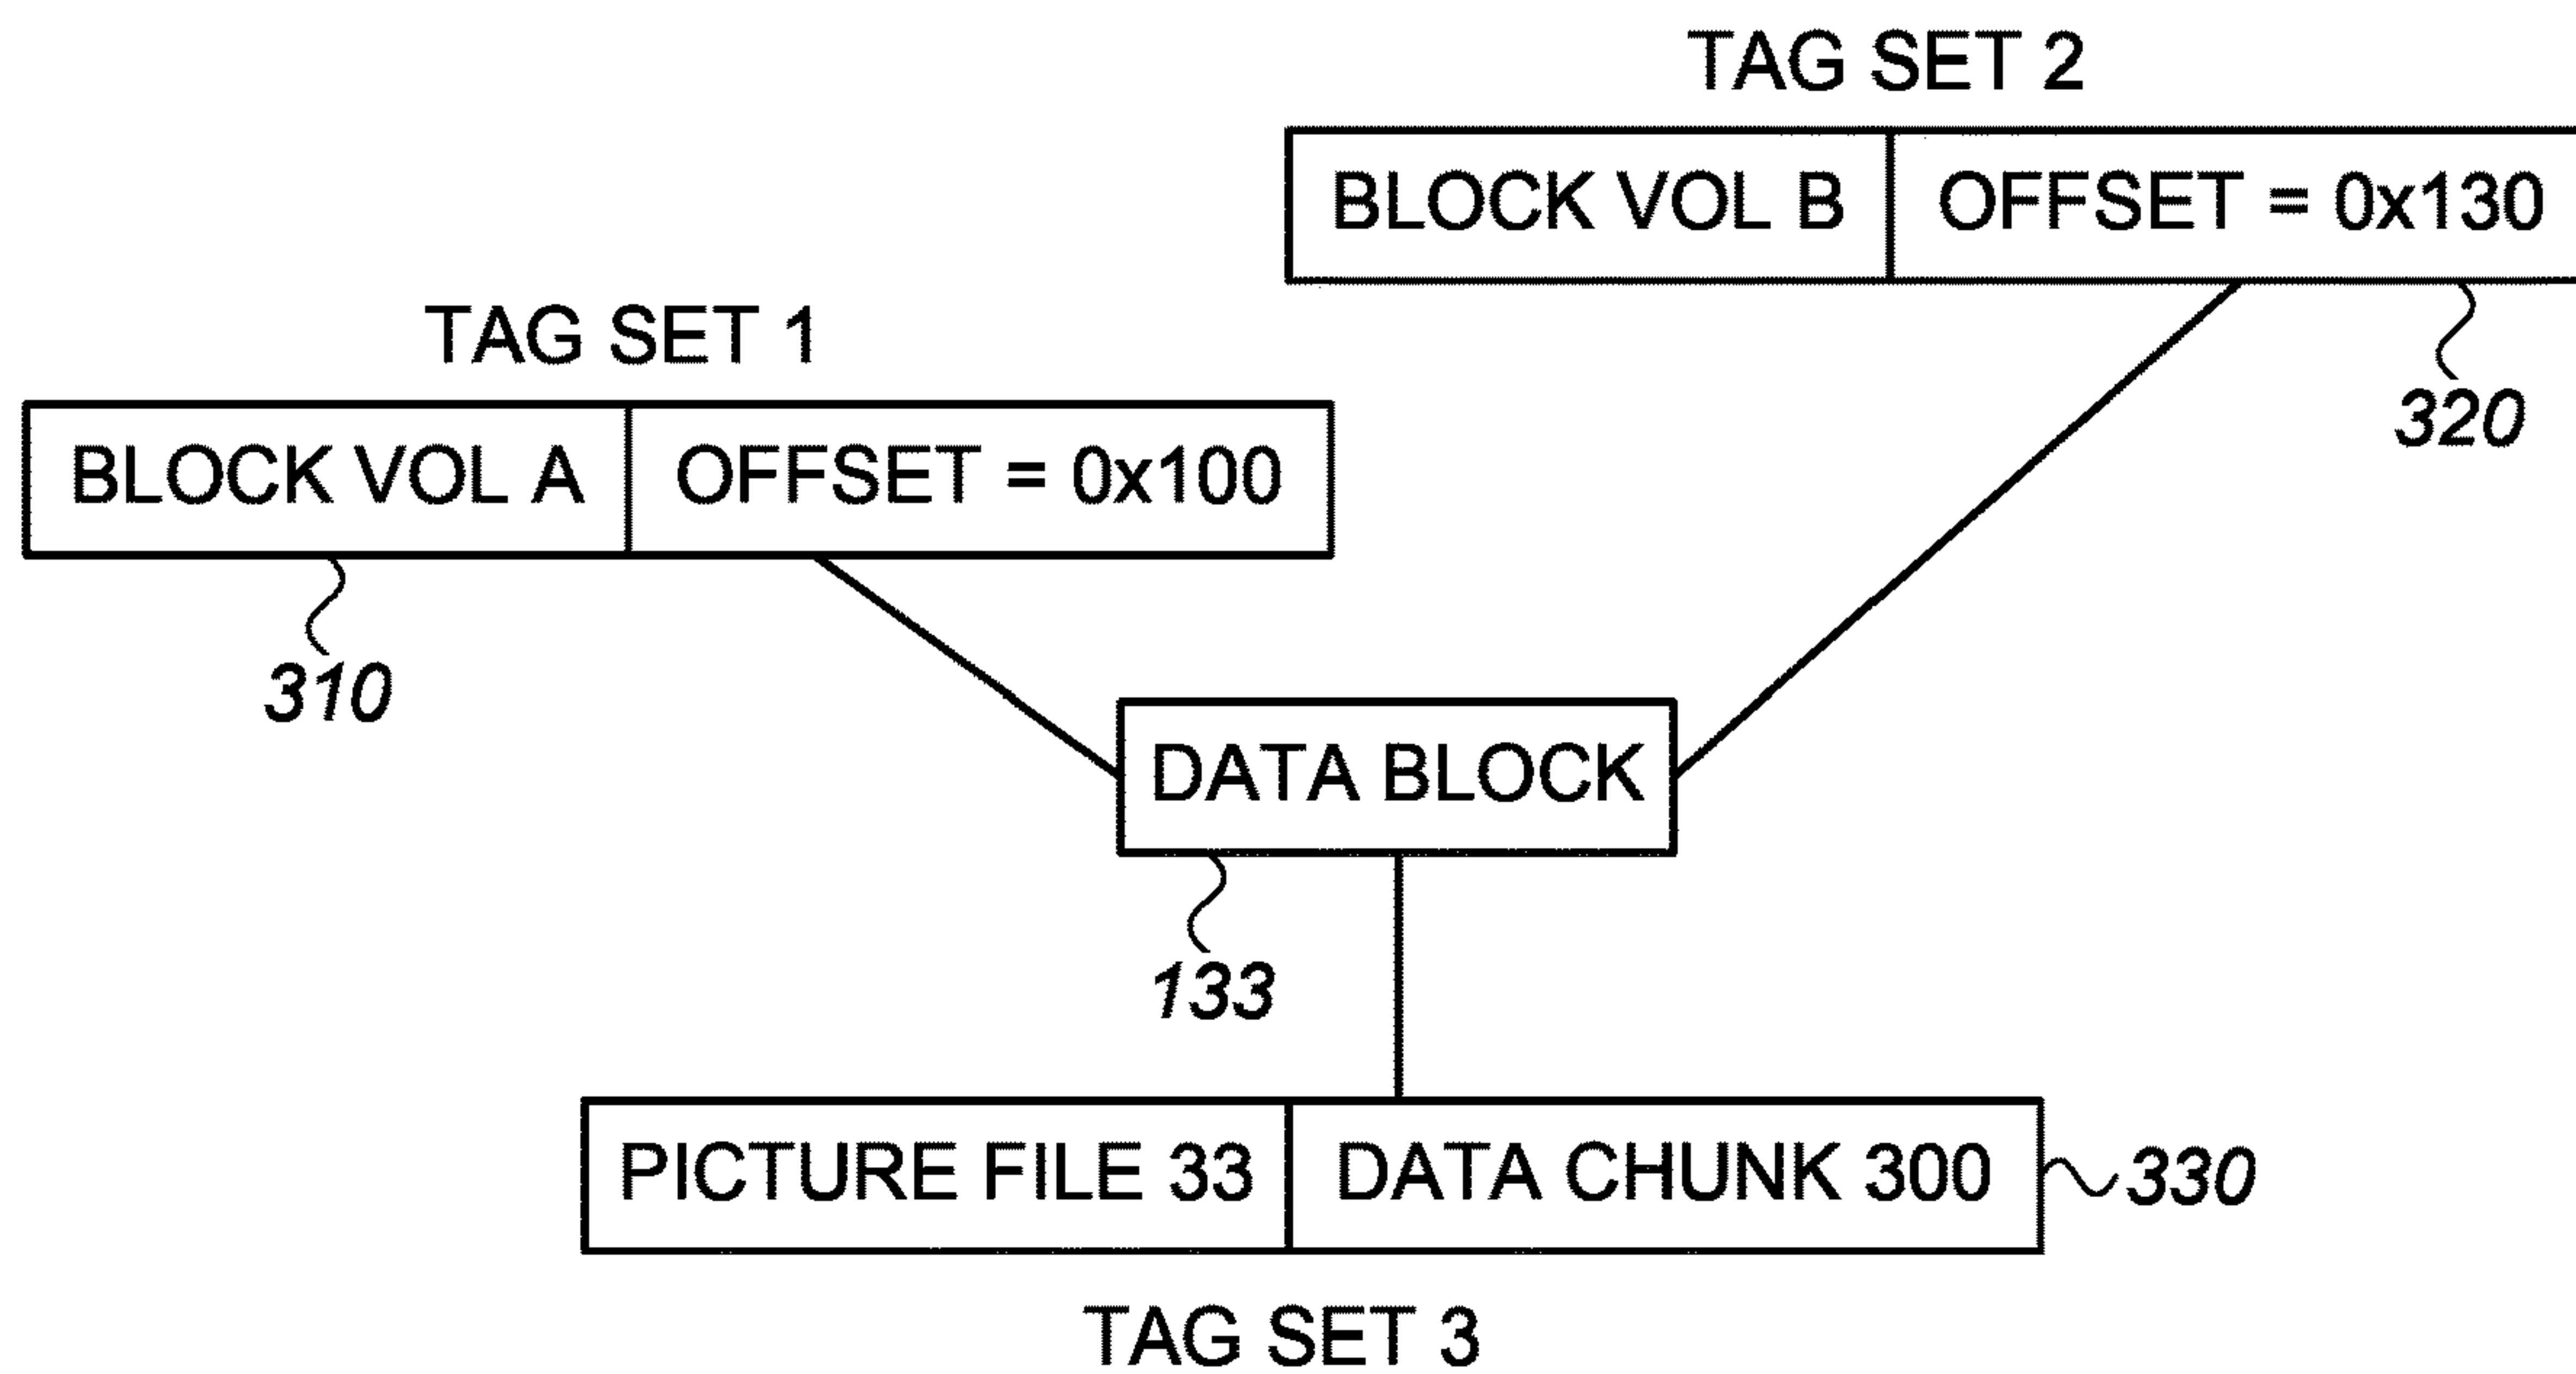 TAG SET 2
BLOCK VOL B OFFSET = 0x130
320
TAG SET 1
BLOCK VOL A OFFSET = 0x100
310
DATA BLOCK
133
PICTURE FILE 33 DATA CHUNK 300 330
TAG SET 3